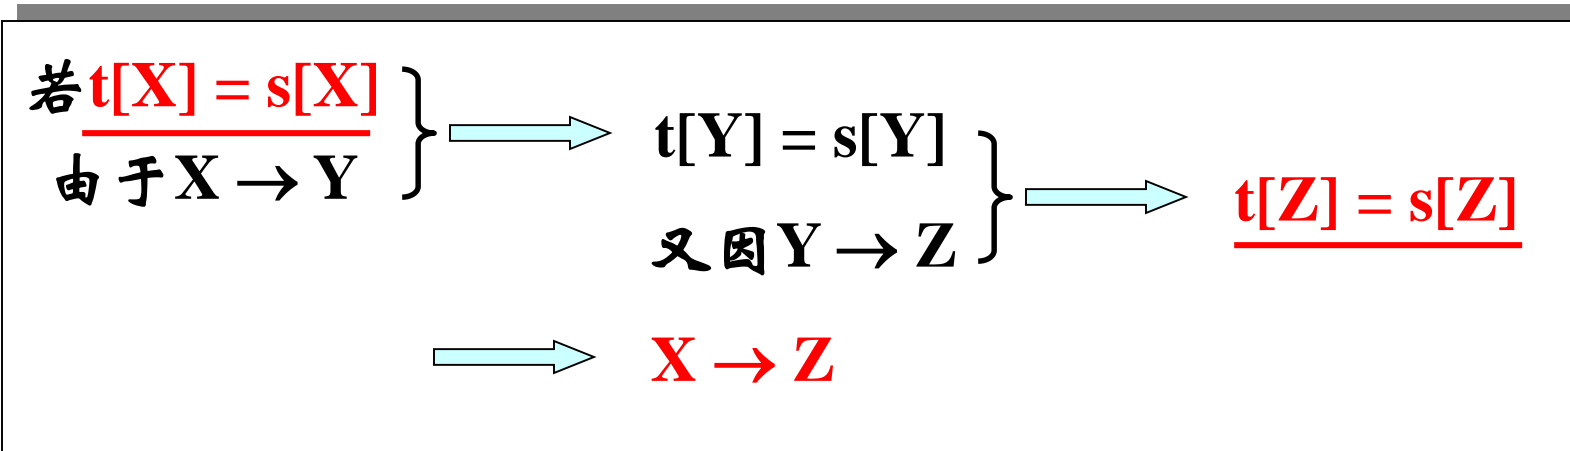 若t[X] = s[X]
由于X → Y
t[Y] = s[Y]
又因Y → Z
t[Z] = s[Z]
X → Z